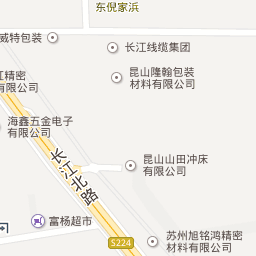 东倪家浜
威特包装
长江线缆集团
昆山隆翰包装
材料有限公司
江精密
有限公司
海鑫五金电子
有限公司
长江北路
昆山山田冲床
有限公司
富杨超市
S224
苏州旭铭鸿精密
材料有限公司